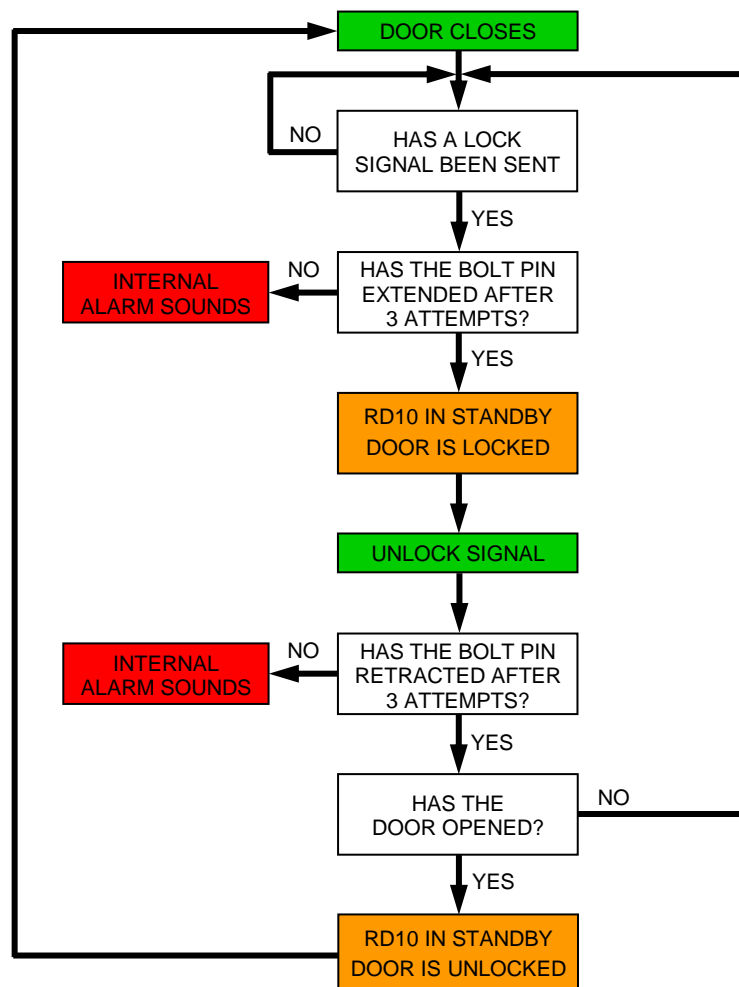 DOOR CLOSES
NO
HAS A LOCK
SIGNAL BEEN SENT
YES
INTERNAL
ALARM SOUNDS
NO
HAS THE BOLT PIN
EXTENDED AFTER
3 ATTEMPTS?
YES
RD10 IN STANDBY
DOOR IS LOCKED
UNLOCK SIGNAL
INTERNAL
ALARM SOUNDS
NO
HAS THE BOLT PIN
RETRACTED AFTER
3 ATTEMPTS?
YES
HAS THE
DOOR OPENED?
NO
YES
RD10 IN STANDBY
DOOR IS UNLOCKED